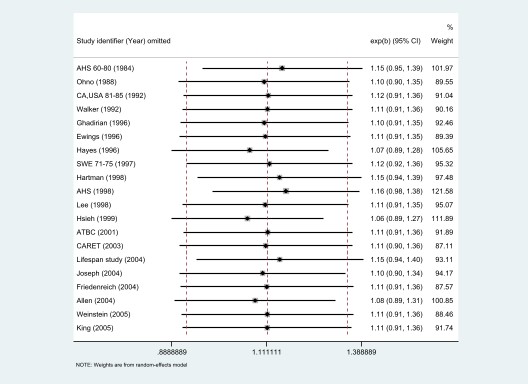 %
Study identifier (Year) omitted exp(b) (95% CI) Weight
AHS 60-80 (1984) 1.15 (0.95, 1.39) 101.97
Ohno (1988) 1.10 (0.90, 1.35) 89.55
CA,USA 81-85 (1992) 1.12 (0.91, 1.36) 91.04
Walker (1992) 1.11 (0.91, 1.36) 90.16
Ghadirian (1996) 1.10 (0.91, 1.35) 92.46
Ewings (1996) 1.11 (0.91, 1.35) 89.39
Hayes (1996) 1.07 (0.89, 1.28) 105.65
SWE 71-75 (1997) 1.12 (0.92, 1.36) 95.32
Hartman (1998) 1.15 (0.94, 1.39) 97.48
AHS (1998) 1.16 (0.98, 1.38) 121.58
Lee (1998) 1.11 (0.91, 1.35) 95.07
Hsieh (1999) 1.06 (0.89, 1.27) 111.89
ATBC (2001) 1.11 (0.91, 1.36) 91.89
CARET (2003) 1.11 (0.90, 1.36) 87.11
Lifespan study (2004) 1.15 (0.94, 1.40) 93.11
Joseph (2004) 1.10 (0.90, 1.34) 94.17
Friedenreich (2004) 1.11 (0.91, 1.36) 87.57
Allen (2004) 1.08 (0.89, 1.31) 100.85
Weinstein (2005) 1.11 (0.91, 1.36) 88.46
King (2005) 1.11 (0.91, 1.36) 91.74
.8888889 1.111111 1.388889
NOTE: Weights are from random-effects model